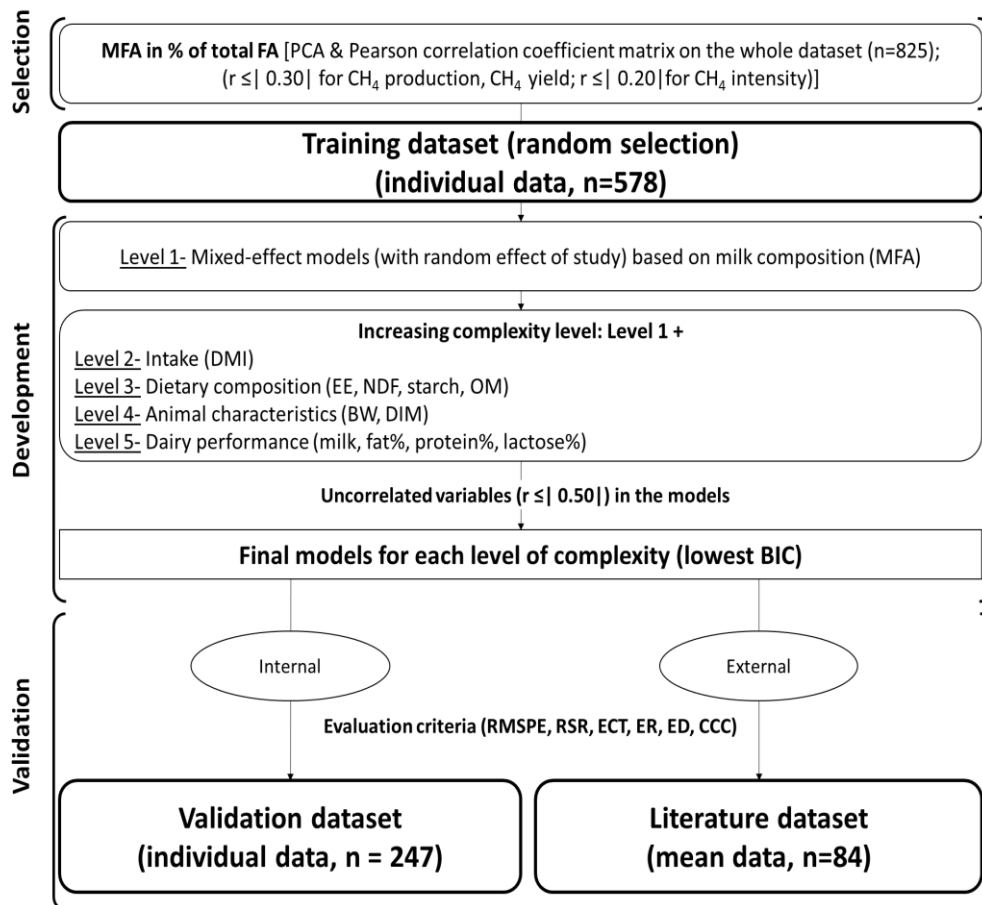 Selection
MFA in % of total FA [PCA & Pearson correlation coefficient matrix on the whole dataset (n=825);
(r ≤| 0.30| for CH₄ production, CH₄ yield; r ≤| 0.20|for CH₄ intensity)]
Training dataset (random selection)
(individual data, n=578)
Development
Level 1- Mixed-effect models (with random effect of study) based on milk composition (MFA)
Increasing complexity level: Level 1 +
Level 2- Intake (DMI)
Level 3- Dietary composition (EE, NDF, starch, OM)
Level 4- Animal characteristics (BW, DIM)
Level 5- Dairy performance (milk, fat%, protein%, lactose%)
Uncorrelated variables (r ≤| 0.50|) in the models
Final models for each level of complexity (lowest BIC)
Validation
Internal
External
Evaluation criteria (RMSPE, RSR, ECT, ER, ED, CCC)
Validation dataset
(individual data, n = 247)
Literature dataset
(mean data, n=84)